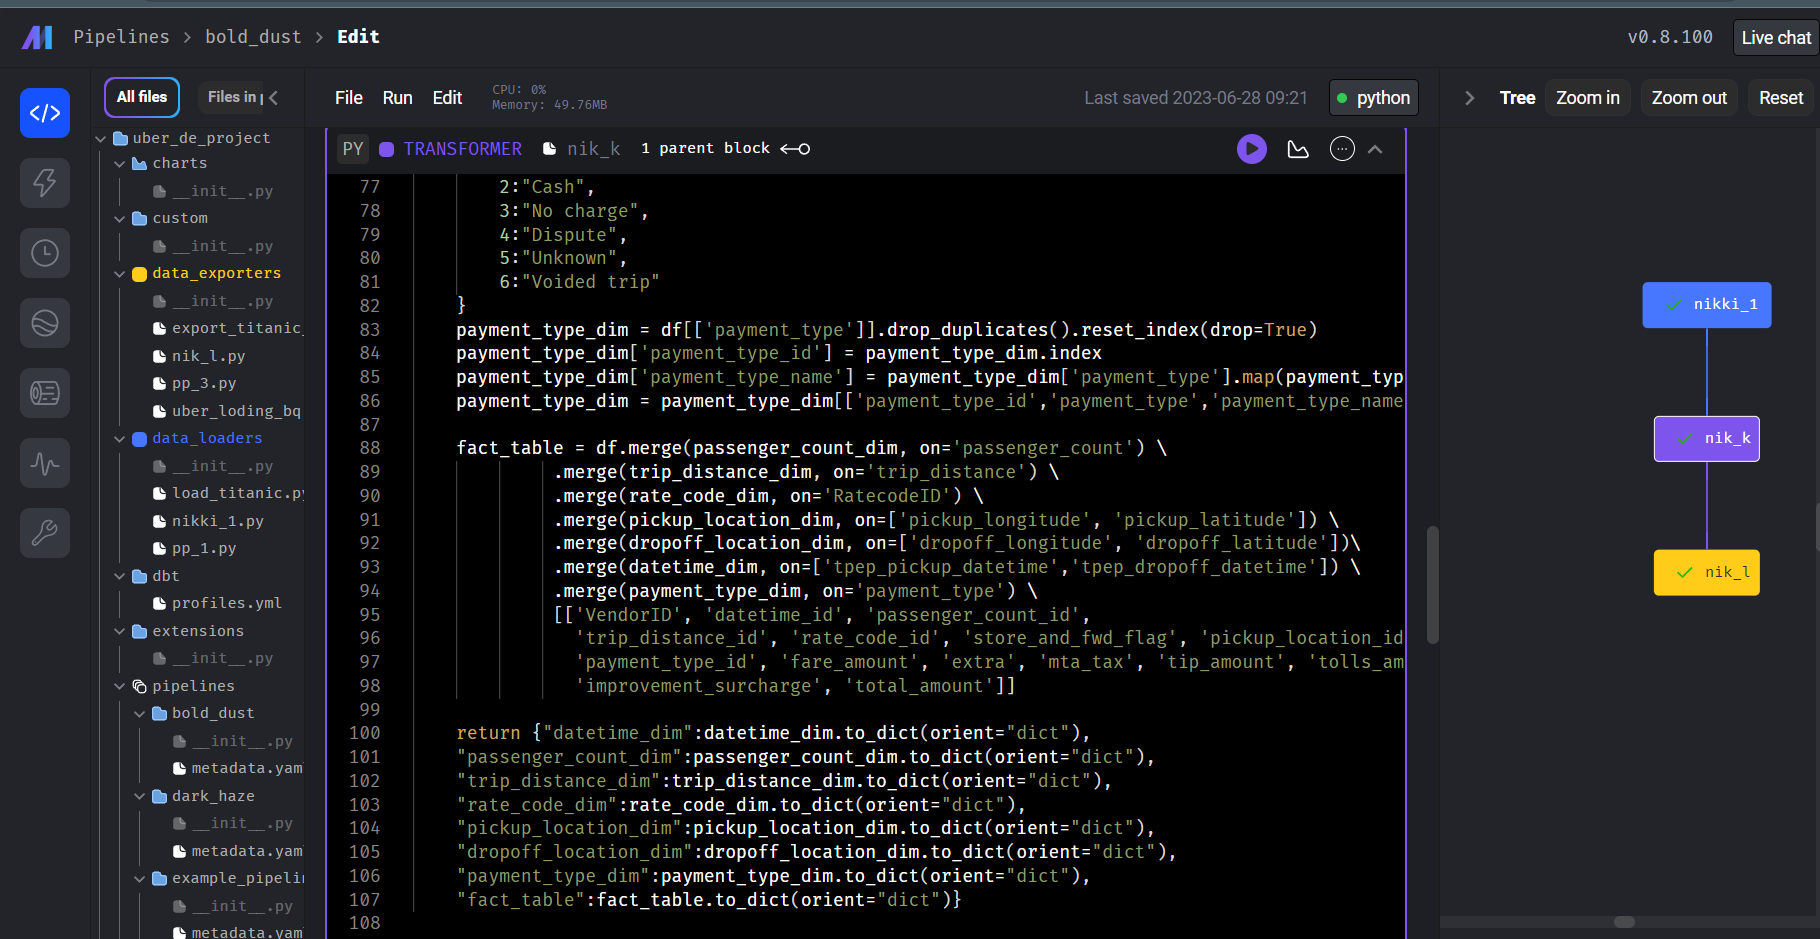 Pipelines > bold_dust > Edit
v0.8.100
Live chat
All files
Files in
File Run Edit
CPU: 0%
Memory: 49.76MB
Last saved 2023-06-28 09:21
python
Tree
Zoom in
Zoom out
Reset
uber_de_project
charts
__init__.py
custom
__init__.py
data_exporters
__init__.py
export_titanic_
nik_l.py
pp_3.py
uber_loding_bq
data_loaders
__init__.py
load_titanic.py
nikki_1.py
pp_1.py
dbt
profiles.yml
extensions
__init__.py
pipelines
bold_dust
__init__.py
metadata.yam
dark_haze
__init__.py
metadata.yam
example_pipelin
__init__.py
metadata.yam
PY TRANSFORMER nik_k 1 parent block
77 2:"Cash",
78 3:"No charge",
79 4:"Dispute",
80 5:"Unknown",
81 6:"Voided trip"
82 }
83 payment_type_dim = df[['payment_type']].drop_duplicates().reset_index(drop=True)
84 payment_type_dim['payment_type_id'] = payment_type_dim.index
85 payment_type_dim['payment_type_name'] = payment_type_dim['payment_type'].map(payment_typ
86 payment_type_dim = payment_type_dim[['payment_type_id','payment_type','payment_type_name
87
88 fact_table = df.merge(passenger_count_dim, on='passenger_count') \
89 .merge(trip_distance_dim, on='trip_distance') \
90 .merge(rate_code_dim, on='RatecodeID') \
91 .merge(pickup_location_dim, on=['pickup_longitude', 'pickup_latitude']) \
92 .merge(dropoff_location_dim, on=['dropoff_longitude', 'dropoff_latitude'])\
93 .merge(datetime_dim, on=['tpep_pickup_datetime','tpep_dropoff_datetime']) \
94 .merge(payment_type_dim, on='payment_type') \
95 [['VendorID', 'datetime_id', 'passenger_count_id',
96 'trip_distance_id', 'rate_code_id', 'store_and_fwd_flag', 'pickup_location_id
97 'payment_type_id', 'fare_amount', 'extra', 'mta_tax', 'tip_amount', 'tolls_am
98 'improvement_surcharge', 'total_amount']]
99
100 return {"datetime_dim":datetime_dim.to_dict(orient="dict"),
101 "passenger_count_dim":passenger_count_dim.to_dict(orient="dict"),
102 "trip_distance_dim":trip_distance_dim.to_dict(orient="dict"),
103 "rate_code_dim":rate_code_dim.to_dict(orient="dict"),
104 "pickup_location_dim":pickup_location_dim.to_dict(orient="dict"),
105 "dropoff_location_dim":dropoff_location_dim.to_dict(orient="dict"),
106 "payment_type_dim":payment_type_dim.to_dict(orient="dict"),
107 "fact_table":fact_table.to_dict(orient="dict")}
108
nikki_1
nik_k
nik_l